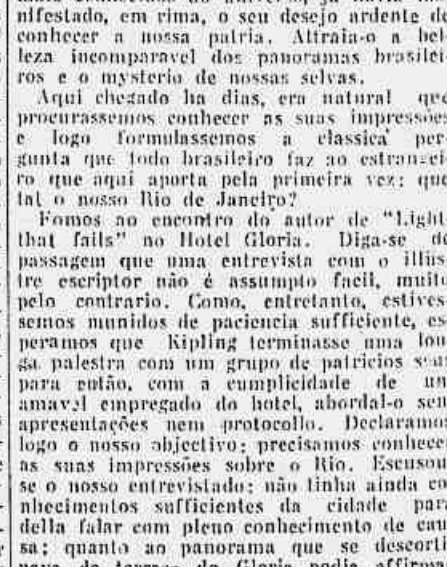 nifestado, em rima, o seu desejo ardente de
conhecer a nossa patria. Attraia-o a bel
leza incomparavel dos panoramas brasilei
ros e o mysterio de nossas selvas.
Aqui chegado ha dias, era natural que
procurassemos conhecer as suas impressões
e logo formulassemos a classica per
gunta que todo brasileiro faz ao estrangei
ro que aqui aporta pela primeira vez: que
tal o nosso Rio de Janeiro?
Fomos ao encontro do autor de "Light
that fails" no Hotel Gloria. Diga-se de
passagem que uma entrevista com o illus
tre escriptor não é assumpto facil, muito
pelo contrario. Como, entretanto, estives
semos munidos de paciencia sufficiente, es
peramos que Kipling terminasse uma lon
ga palestra com um grupo de patricios seus
para então, com a cumplicidade de um
amavel empregado do hotel, abordal-o sem
apresentações nem protocollo. Declaramos
logo o nosso objectivo: precisamos conhecer
as suas impressões sobre o Rio. Escusou
se o nosso entrevistado: não tinha ainda co
nhecimentos sufficientes da cidade para
della falar com pleno conhecimento de cau
sa; quanto ao panorama que se descorti